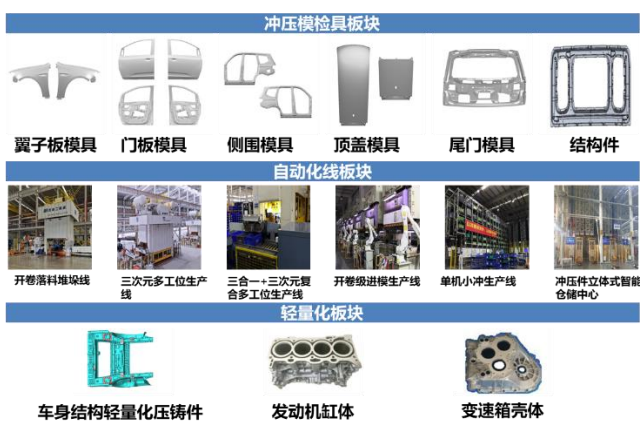 冲压模检具板块
翼子板模具 门板模具 侧围模具 顶盖模具 尾门模具 结构件
自动化线板块
开卷落料堆垛线 三次元多工位生产线 三合一+三次元复合多工位生产线 开卷级进模生产线 单机小冲生产线 冲压件立体式智能仓储中心
轻量化板块
车身结构轻量化压铸件 发动机缸体 变速箱壳体